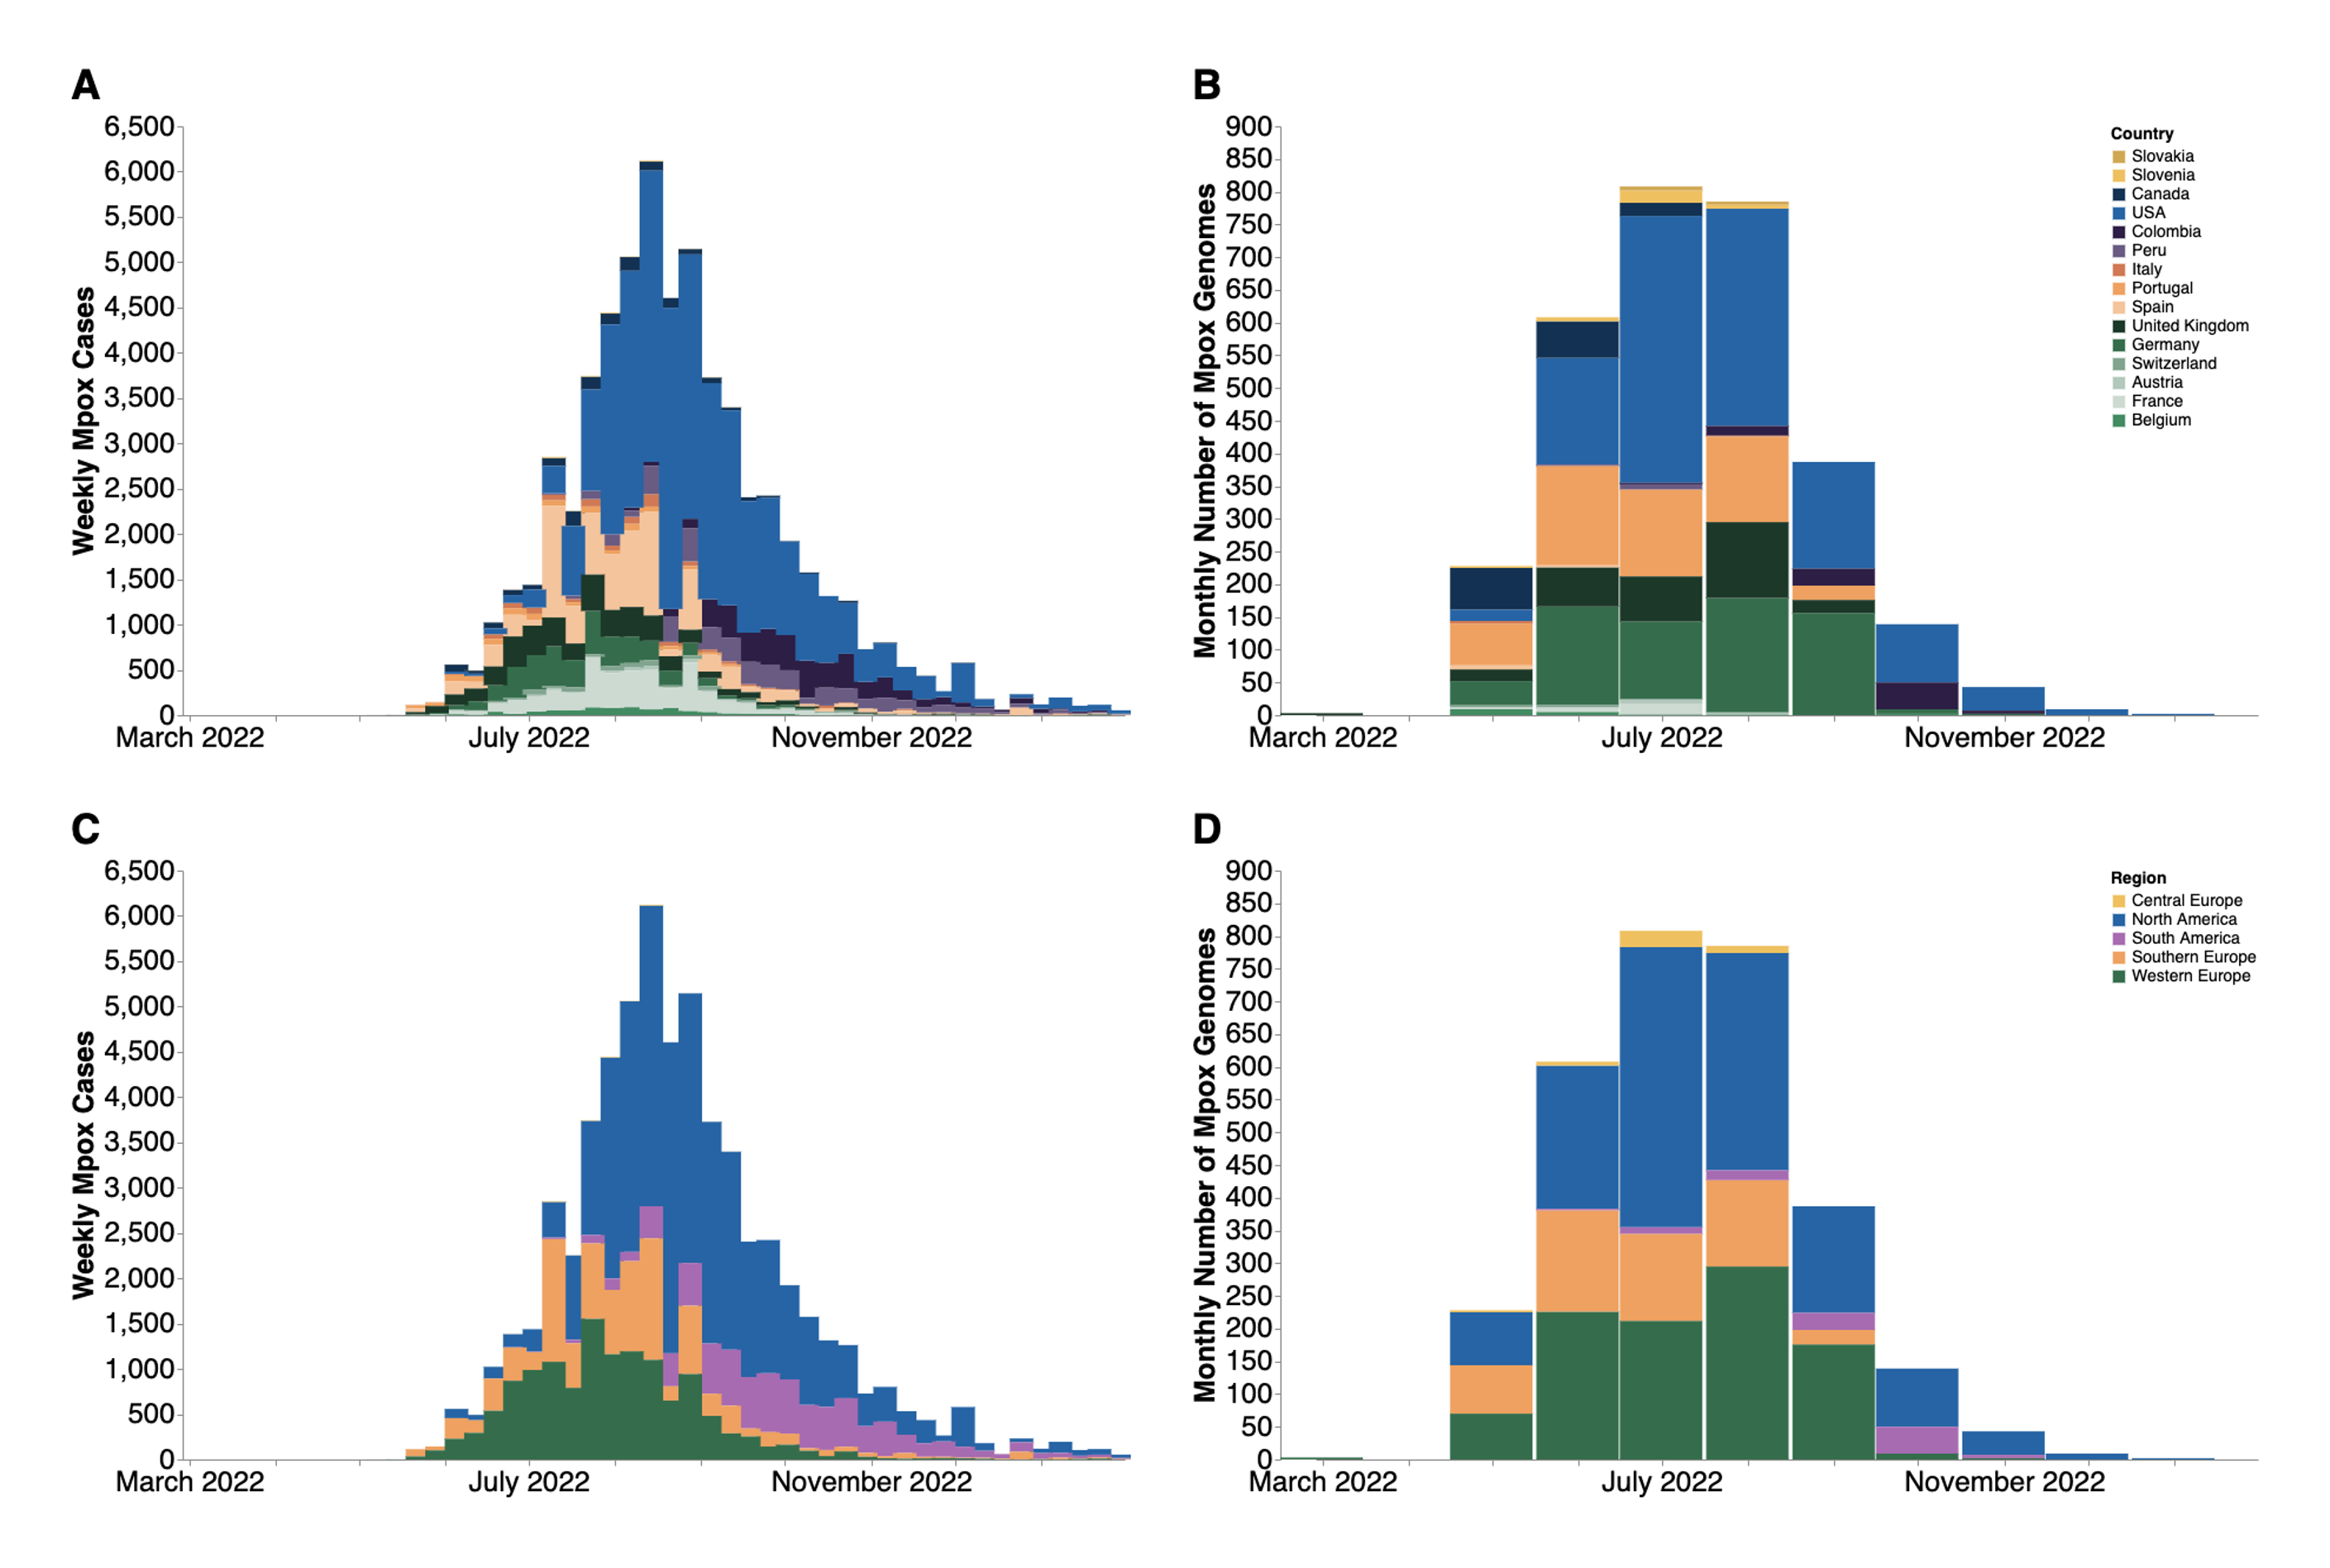 A
Weekly Mpox Cases
6,500
6,000
5,500
5,000
4,500
4,000
3,500
3,000
2,500
2,000
1,500
1,000
500
0
March 2022
July 2022
November 2022
B
Monthly Number of Mpox Genomes
900
850
800
750
700
650
600
550
500
450
400
350
300
250
200
150
100
50
0
March 2022
July 2022
November 2022
Country
Slovakia
Slovenia
Canada
USA
Colombia
Peru
Italy
Portugal
Spain
United Kingdom
Germany
Switzerland
Austria
France
Belgium
C
Weekly Mpox Cases
6,500
6,000
5,500
5,000
4,500
4,000
3,500
3,000
2,500
2,000
1,500
1,000
500
0
March 2022
July 2022
November 2022
D
Monthly Number of Mpox Genomes
900
850
800
750
700
650
600
550
500
450
400
350
300
250
200
150
100
50
0
March 2022
July 2022
November 2022
Region
Central Europe
North America
South America
Southern Europe
Western Europe